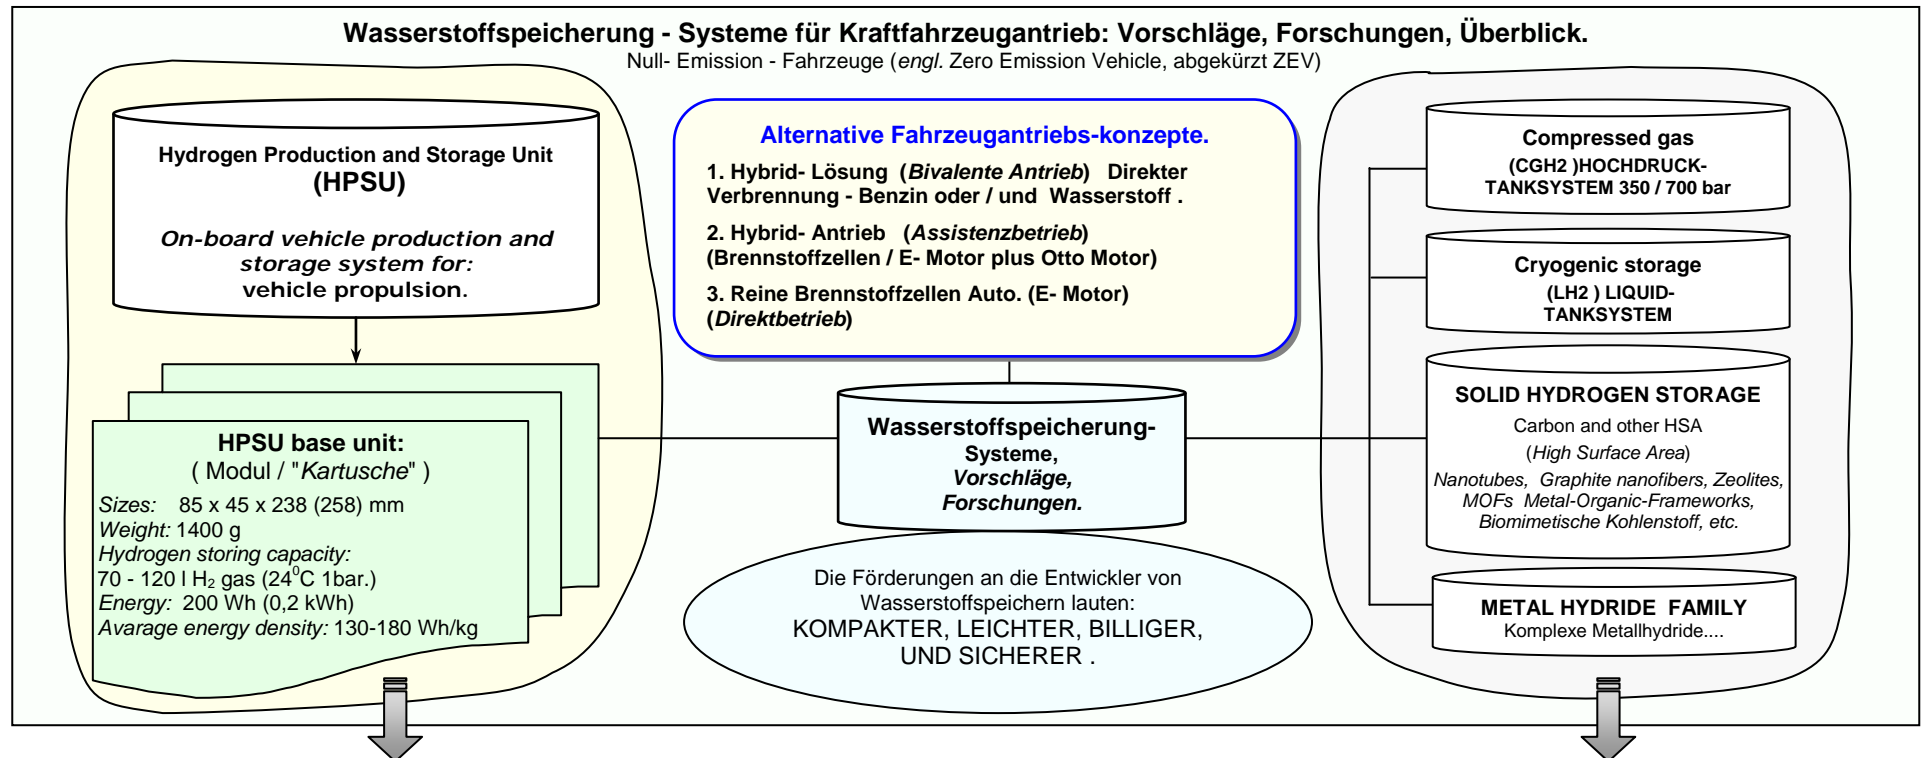 Wasserstoffspeicherung - Systeme für Kraftfahrzeugantrieb: Vorschläge, Forschungen, Überblick.
Null- Emission - Fahrzeuge (engl. Zero Emission Vehicle, abgekürzt ZEV)
Hydrogen Production and Storage Unit
(HPSU)
On-board vehicle production and
storage system for:
vehicle propulsion.
HPSU base unit:
( Modul / "Kartusche" )
Sizes: 85 x 45 x 238 (258) mm
Weight: 1400 g
Hydrogen storing capacity:
70 - 120 l H₂ gas (24⁰C 1bar.)
Energy: 200 Wh (0,2 kWh)
Avarage energy density: 130-180 Wh/kg
Alternative Fahrzeugantriebs-konzepte.
1. Hybrid- Lösung (Bivalente Antrieb) Direkter
Verbrennung - Benzin oder / und Wasserstoff .
2. Hybrid- Antrieb (Assistenzbetrieb)
(Brennstoffzellen / E- Motor plus Otto Motor)
3. Reine Brennstoffzellen Auto. (E- Motor)
(Direktbetrieb)
Wasserstoffspeicherung-
Systeme,
Vorschläge,
Forschungen.
Die Förderungen an die Entwickler von
Wasserstoffspeichern lauten:
KOMPAKTER, LEICHTER, BILLIGER,
UND SICHERER .
Compressed gas
(CGH2 )HOCHDRUCK-
TANKSYSTEM 350 / 700 bar
Cryogenic storage
(LH2 ) LIQUID-
TANKSYSTEM
SOLID HYDROGEN STORAGE
Carbon and other HSA
(High Surface Area)
Nanotubes, Graphite nanofibers, Zeolites,
MOFs Metal-Organic-Frameworks,
Biomimetische Kohlenstoff, etc.
METAL HYDRIDE FAMILY
Komplexe Metallhydride....